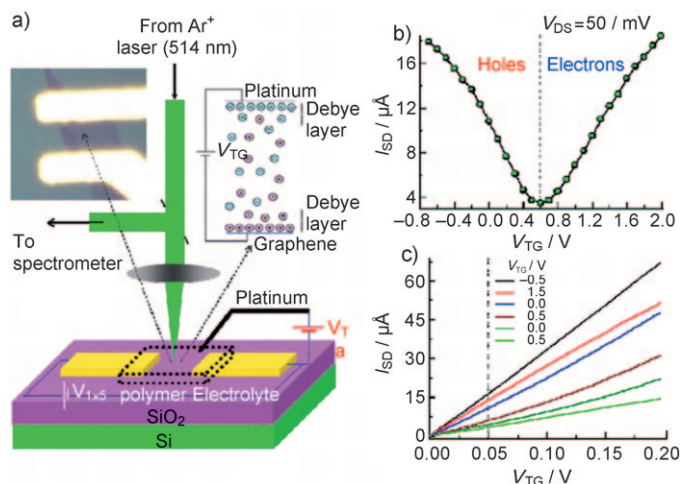 a)
From Ar+
laser (514 nm)
Platinum
Debye
layer
VTG
Debye
layer
Graphene
To
spectrometer
Platinum
VT
a
V1x5 polymer Electrolyte
SiO2
Si
b)
VDS=50 / mV
Holes Electrons
16
12
8
4
ISD / µA
–0.8 –0.4 0.0 0.4 0.8 1.2 1.6 2.0
VTG / V
c)
VTG / V
–0.5
1.5
0.0
0.5
0.0
0.5
60
45
30
15
0
ISD / µA
0.00 0.05 0.10 0.15 0.20
VTG / V